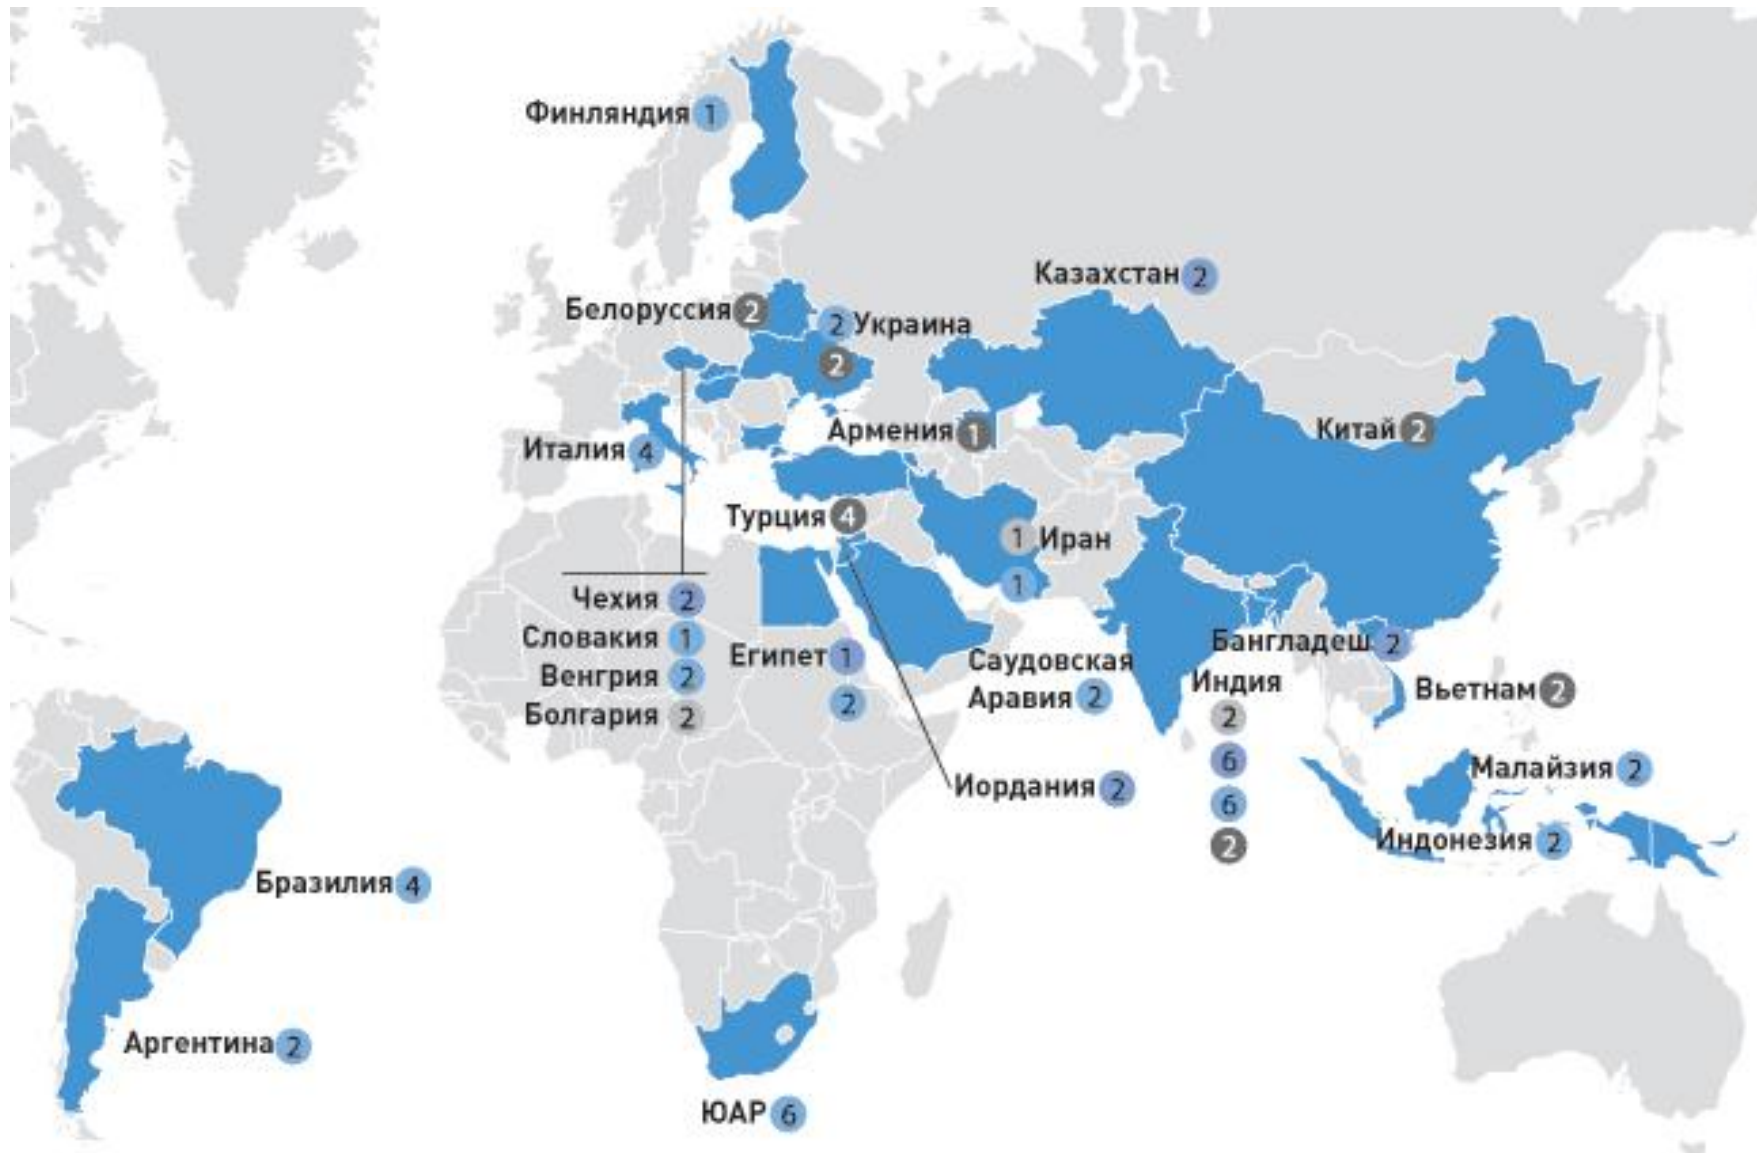 Финляндия 1
Казахстан 2
Белоруссия 2
2 Украина
2
Армения 1
Китай 2
Италия 4
Турция 4
1 Иран
1
Чехия 2
Словакия 1
Венгрия 2
Болгария 2
Египет 1
2
Саудовская
Аравия 2
Бангладеш 2
Индия
2
6
6
2
Вьетнам 2
Иордания 2
Малайзия 2
Индонезия 2
Бразилия 4
Аргентина 2
ЮАР 6